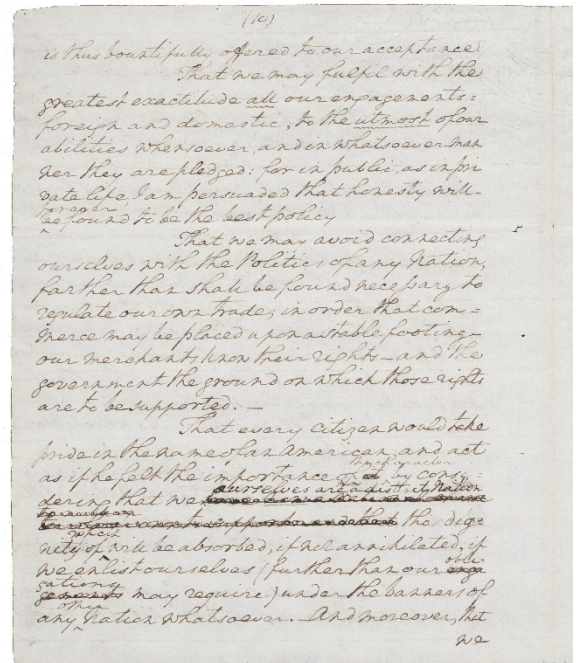 (10)
is thus bountifully offered to our acceptance.
That we may fulfil with the
greatest exactitude all our engagements:
foreign and domestic, to the utmost of our
abilities whensoever, and in whatsoever man
ner they are pledged: for in public, as in pri
vate life, I am persuaded that honesty will
forever
be found to be the best policy
That we may avoid connecting
ourselves with the Politics of any Nation,
farther than shall be found necessary to
regulate our own trade; in order that com=
merce may be placed upon a stable footing—
our merchants know their rights—and the
government the ground on which those rights
are to be supported.—
That every citizen would take
pride in the name of an American, and act
as if he felt the importance of the character
by consi=
dering that we ourselves are a distinct Nation
the dig=
nity of which
will be absorbed, if not annihilated, if
we enlist ourselves (further than our obli
gations
may require) under the banners of
other
any nation whatsoever. And moreover, that
we